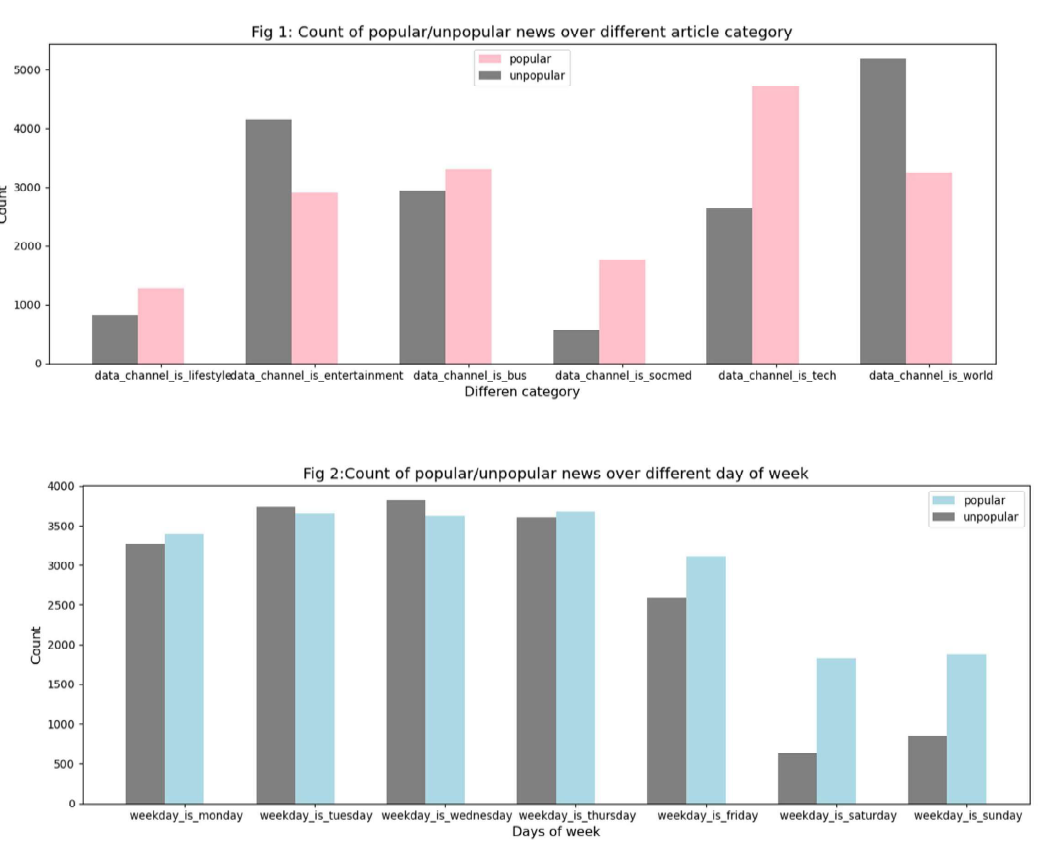 Fig 1: Count of popular/unpopular news over different article category
popular
unpopular
5000
4000
3000
2000
1000
0
Count
data_channel_is_lifestyle
data_channel_is_entertainment
data_channel_is_bus
data_channel_is_socmed
data_channel_is_tech
data_channel_is_world
Differen category
Fig 2:Count of popular/unpopular news over different day of week
popular
unpopular
4000
3500
3000
2500
2000
1500
1000
500
0
Count
weekday_is_monday
weekday_is_tuesday
weekday_is_wednesday
weekday_is_thursday
weekday_is_friday
weekday_is_saturday
weekday_is_sunday
Days of week